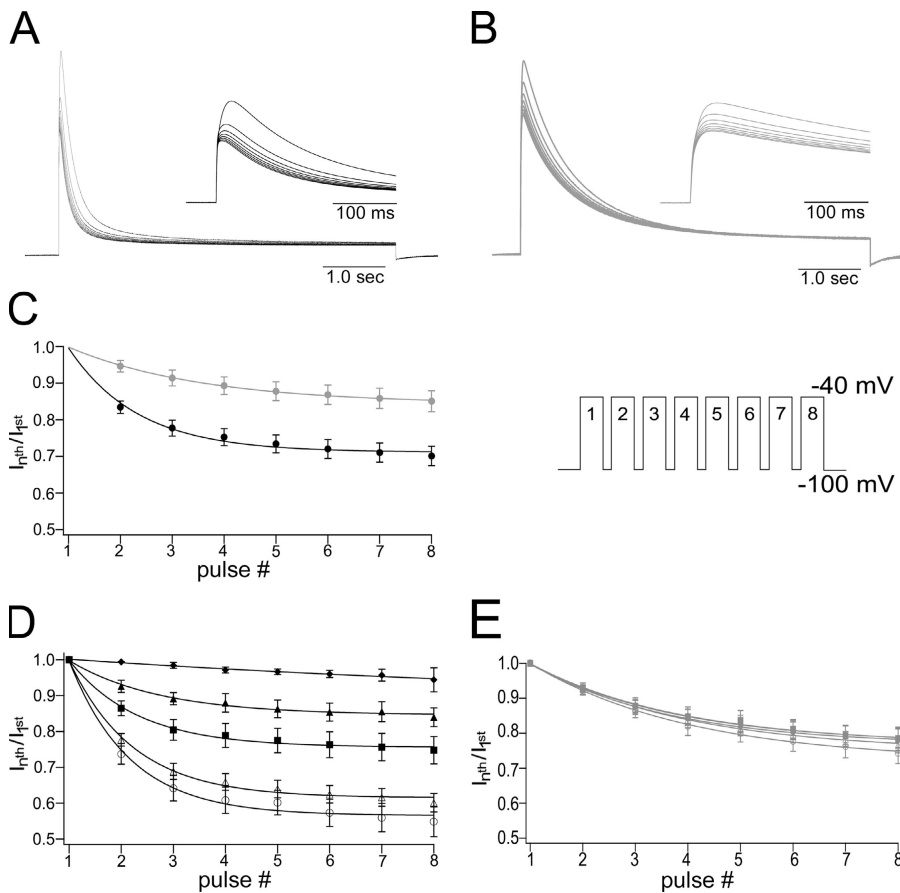 A
B
100 ms
100 ms
1.0 sec
1.0 sec
C
1.0
0.9
0.8
0.7
0.6
0.5
Inth/I1st
1 2 3 4 5 6 7 8
pulse #
-40 mV
1 2 3 4 5 6 7 8
-100 mV
D
1.0
0.9
0.8
0.7
0.6
0.5
Inth/I1st
1 2 3 4 5 6 7 8
pulse #
E
1.0
0.9
0.8
0.7
0.6
0.5
Inth/I1st
1 2 3 4 5 6 7 8
pulse #